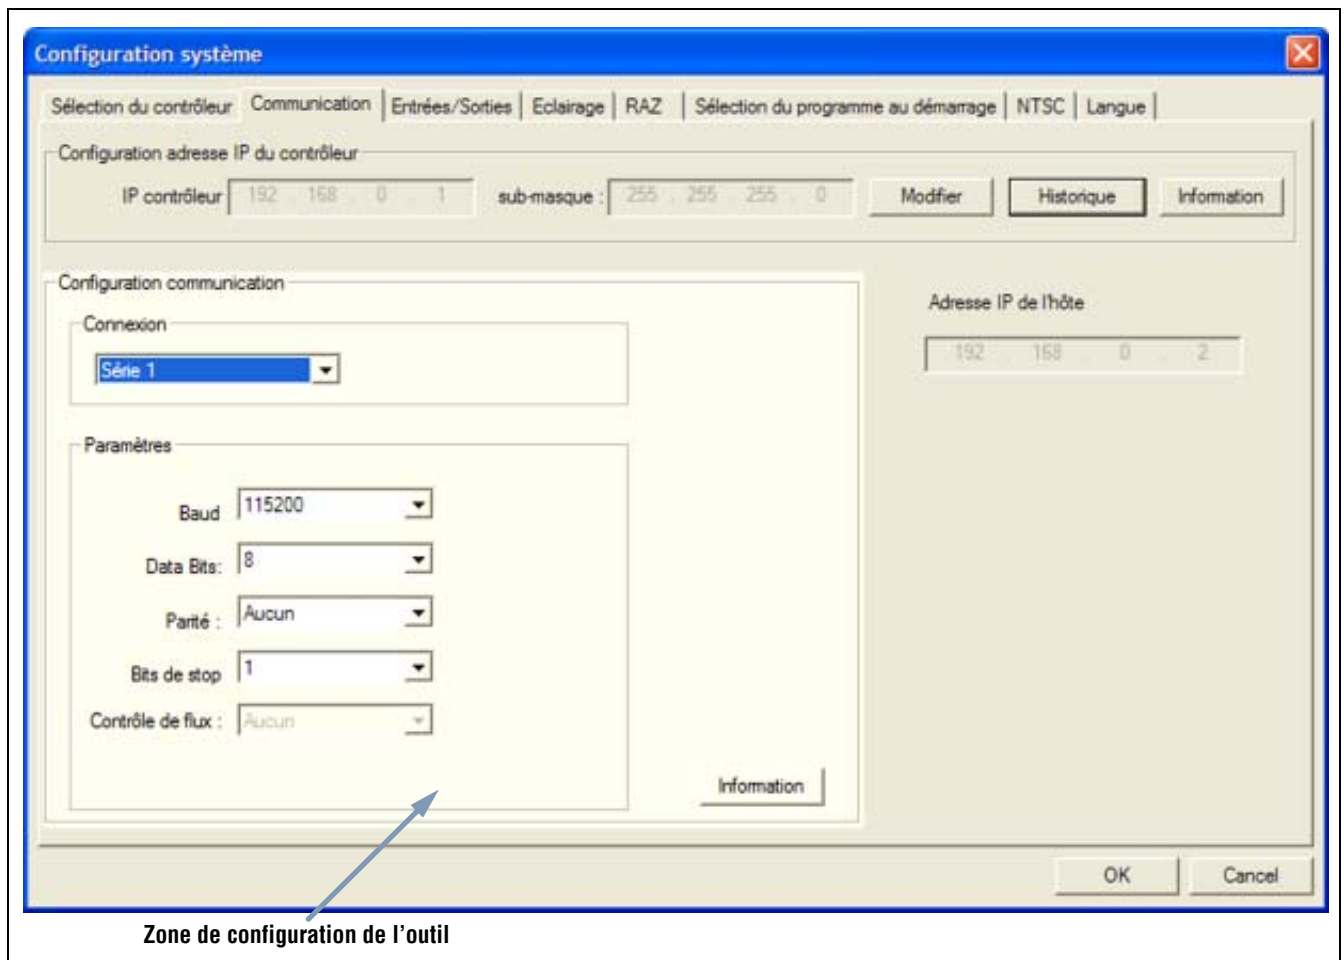 Configuration système
Sélection du contrôleur Communication Entrées/Sorties Eclairage RAZ Sélection du programme au démarrage NTSC Langue
Configuration adresse IP du contrôleur
IP contrôleur 192 . 168 . 0 . 1 sub-masque : 255 . 255 . 255 . 0 Modifier Historique Information
Configuration communication
Adresse IP de l'hôte
Connexion
192 . 168 . 0 . 2
Série 1
Paramètres
Baud 115200
Data Bits: 8
Parité : Aucun
Bits de stop 1
Contrôle de flux : Aucun
Information
OK Cancel
Zone de configuration de l’outil